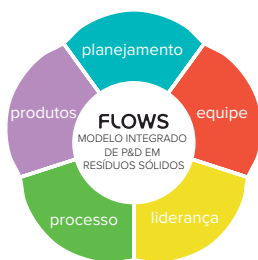 planejamento
produtos
equipe
FLOWS
MODELO INTEGRADO
DE P&D EM
RESÍDUOS SÓLIDOS
processo
liderança